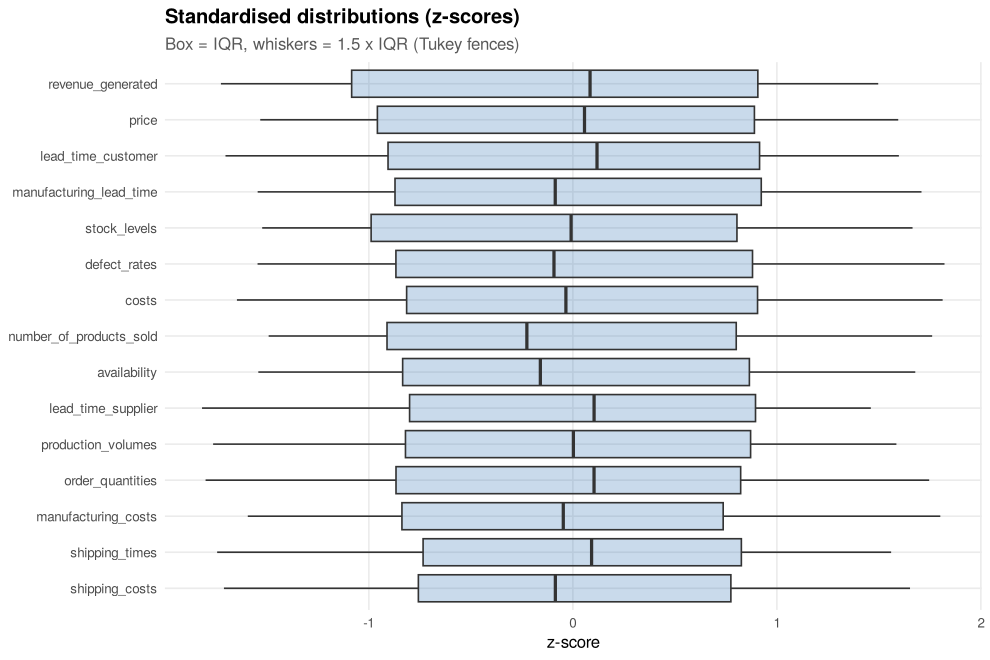 Standardised distributions (z-scores)
Box = IQR, whiskers = 1.5 x IQR (Tukey fences)
revenue_generated
price
lead_time_customer
manufacturing_lead_time
stock_levels
defect_rates
costs
number_of_products_sold
availability
lead_time_supplier
production_volumes
order_quantities
manufacturing_costs
shipping_times
shipping_costs
-1 0 1 2
z-score